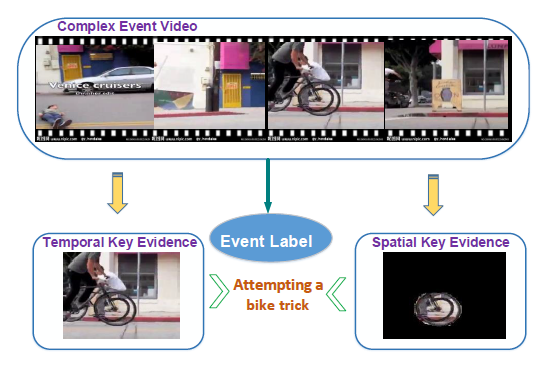 Complex Event Video
Venice cruisers
Temporal Key Evidence
Event Label
Spatial Key Evidence
Attempting a
bike trick